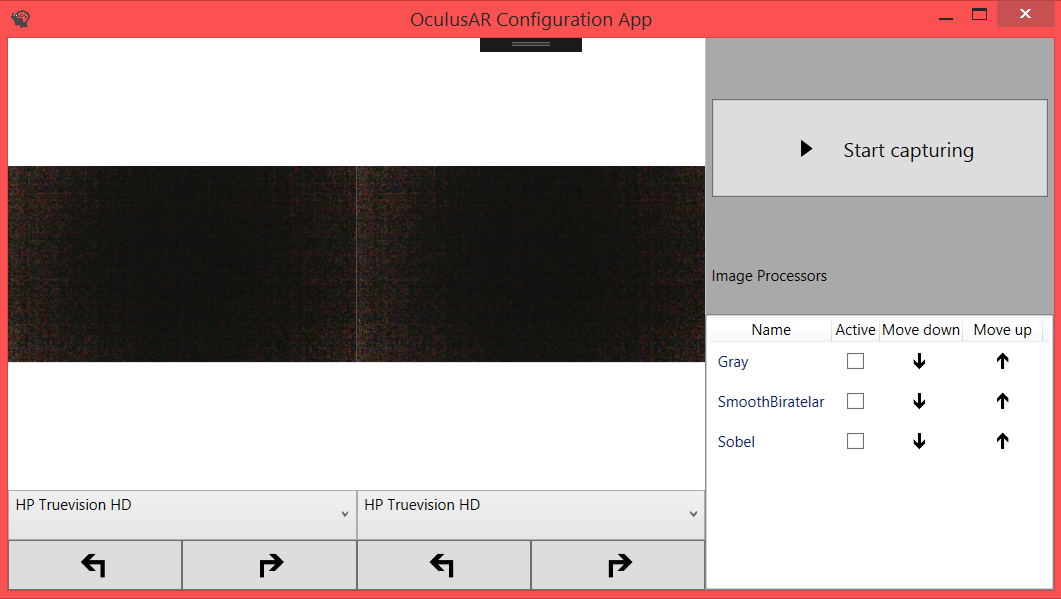 OculusAR Configuration App
Start capturing
Image Processors
Name Active Move down Move up
Gray
SmoothBiratelar
Sobel
HP Truevision HD HP Truevision HD